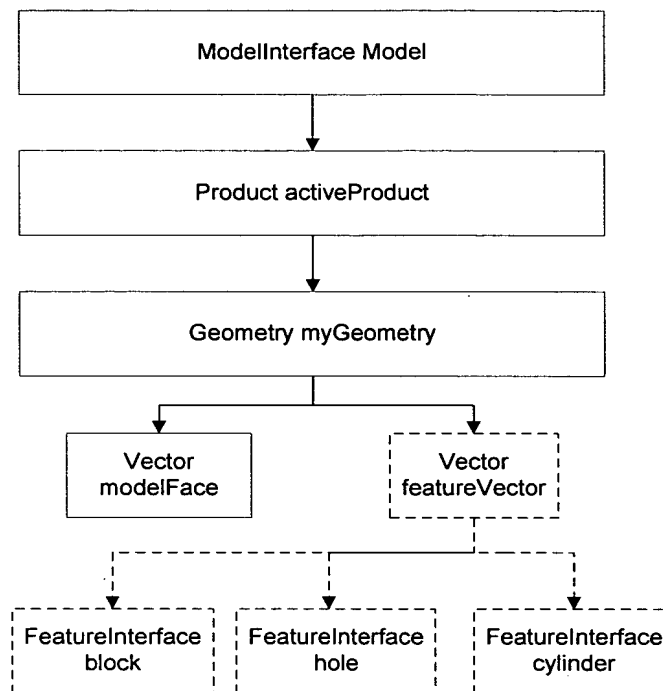 ModelInterface Model
Product activeProduct
Geometry myGeometry
Vector
modelFace
Vector
featureVector
FeatureInterface
block
FeatureInterface
hole
FeatureInterface
cylinder